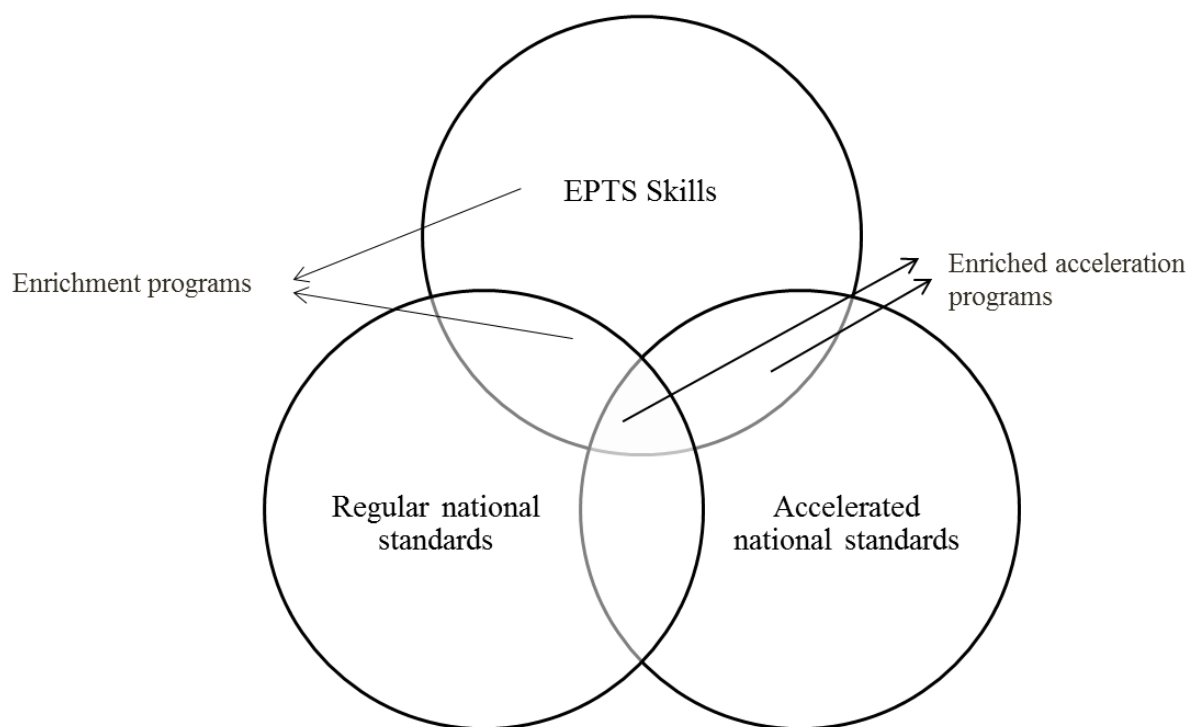 EPTS Skills
Enrichment programs
Enriched acceleration
programs
Regular national
standards
Accelerated
national standards